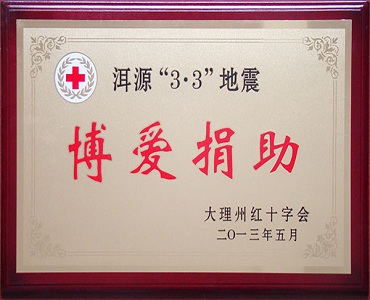 洱源“3·3”地震
博爱捐助
大理州红十字会
二〇一三年五月